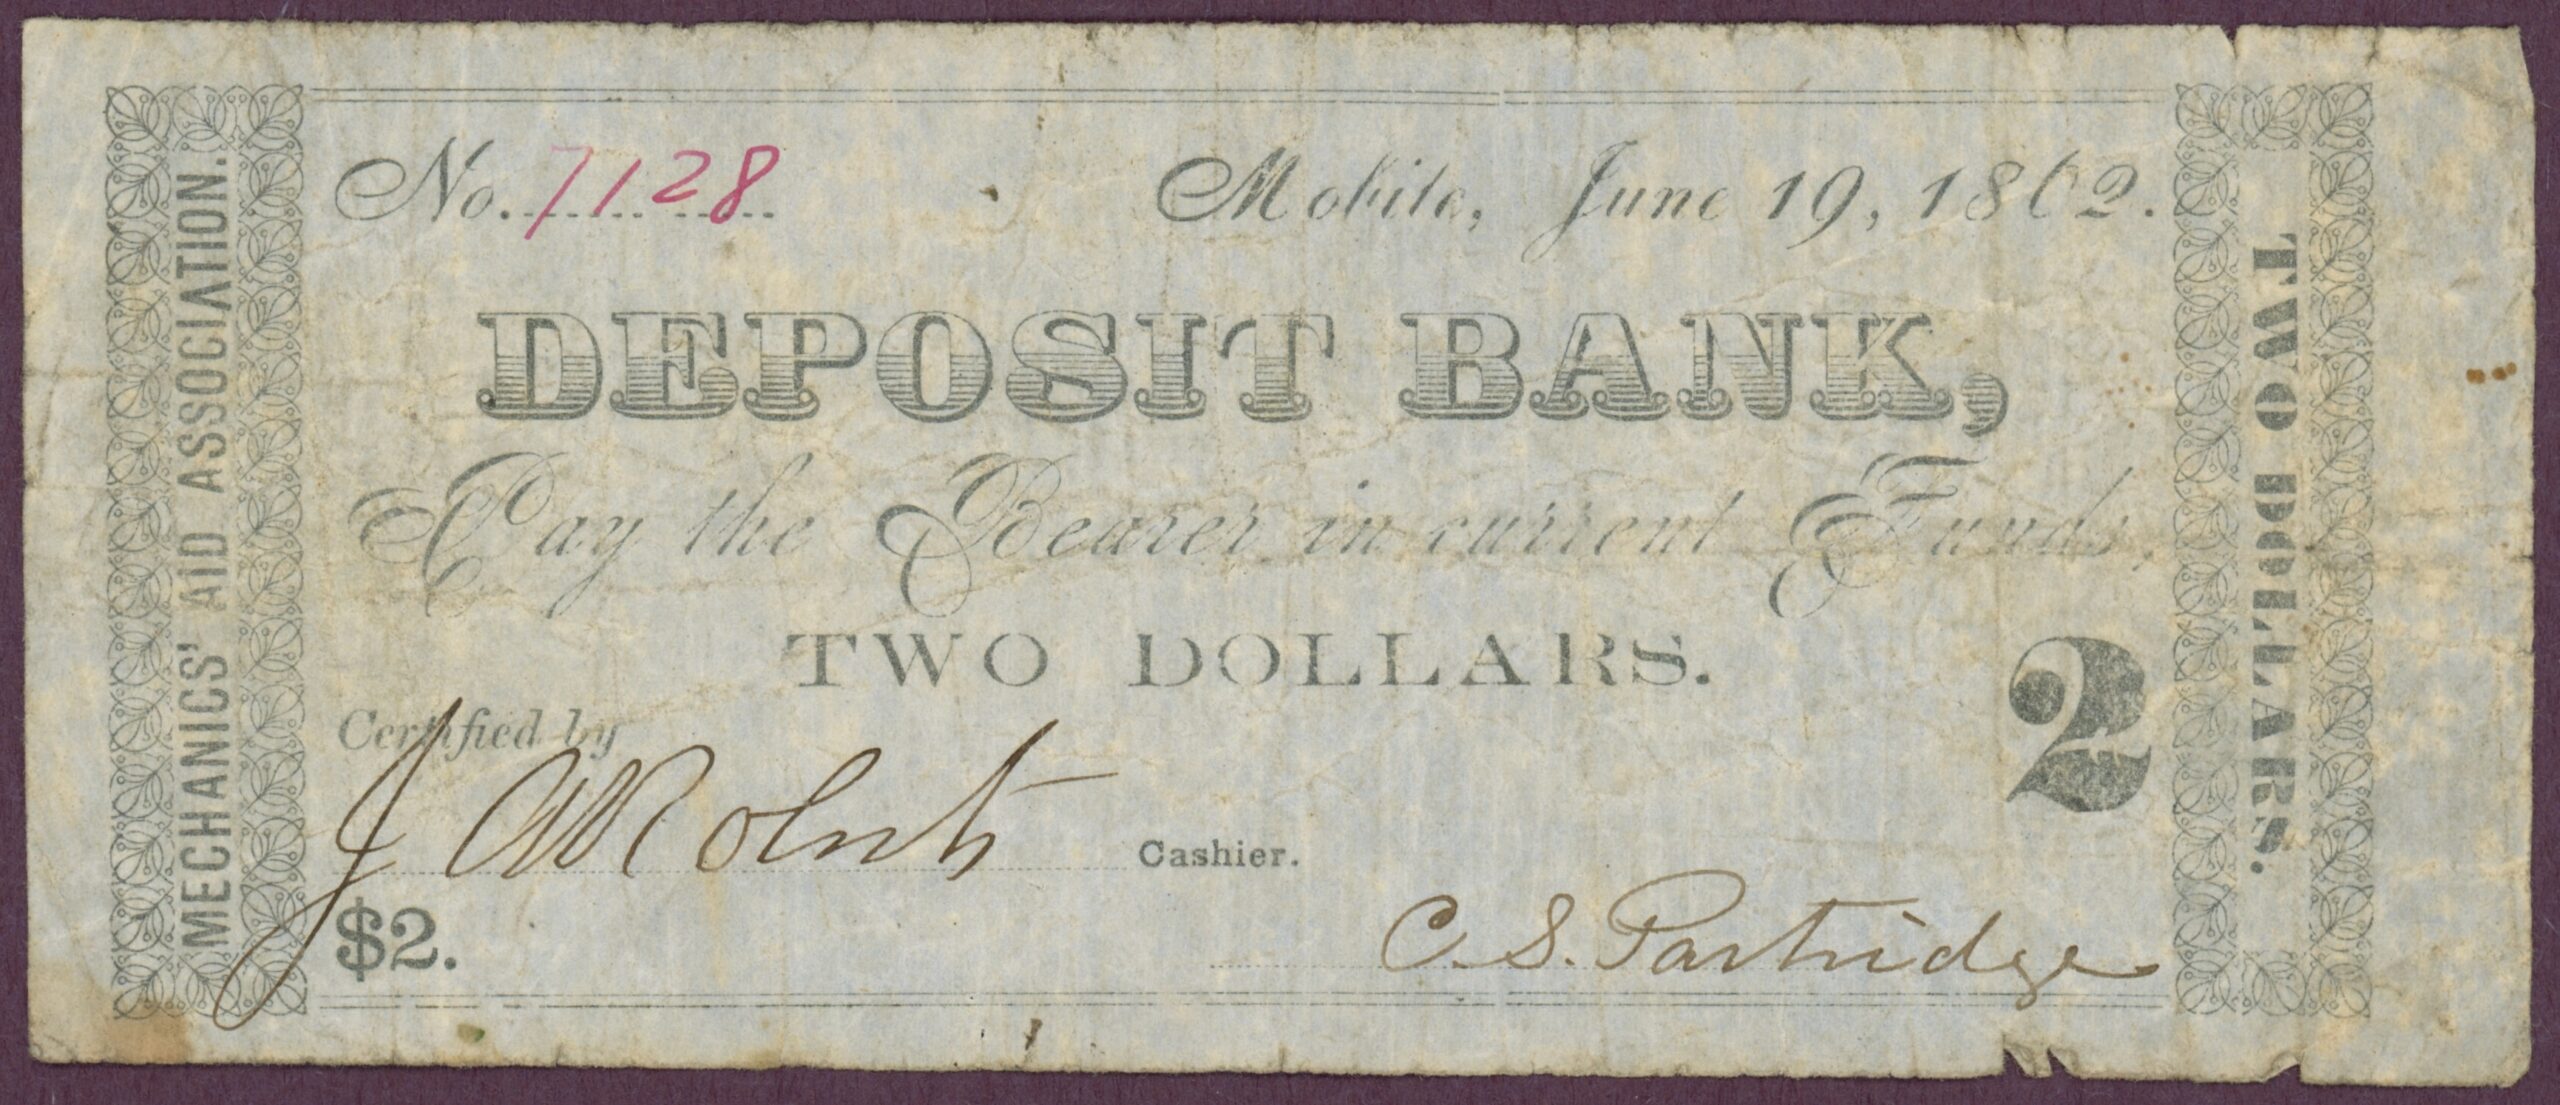 MECHANICS' AID ASSOCIATION.
No. 7128
Mobile, June 19, 1862.
DEPOSIT BANK,
Pay the Bearer in current Funds,
TWO DOLLARS.
2
Certified by
Cashier.
$2.
C. S. Partridge
TWO DOLLARS.